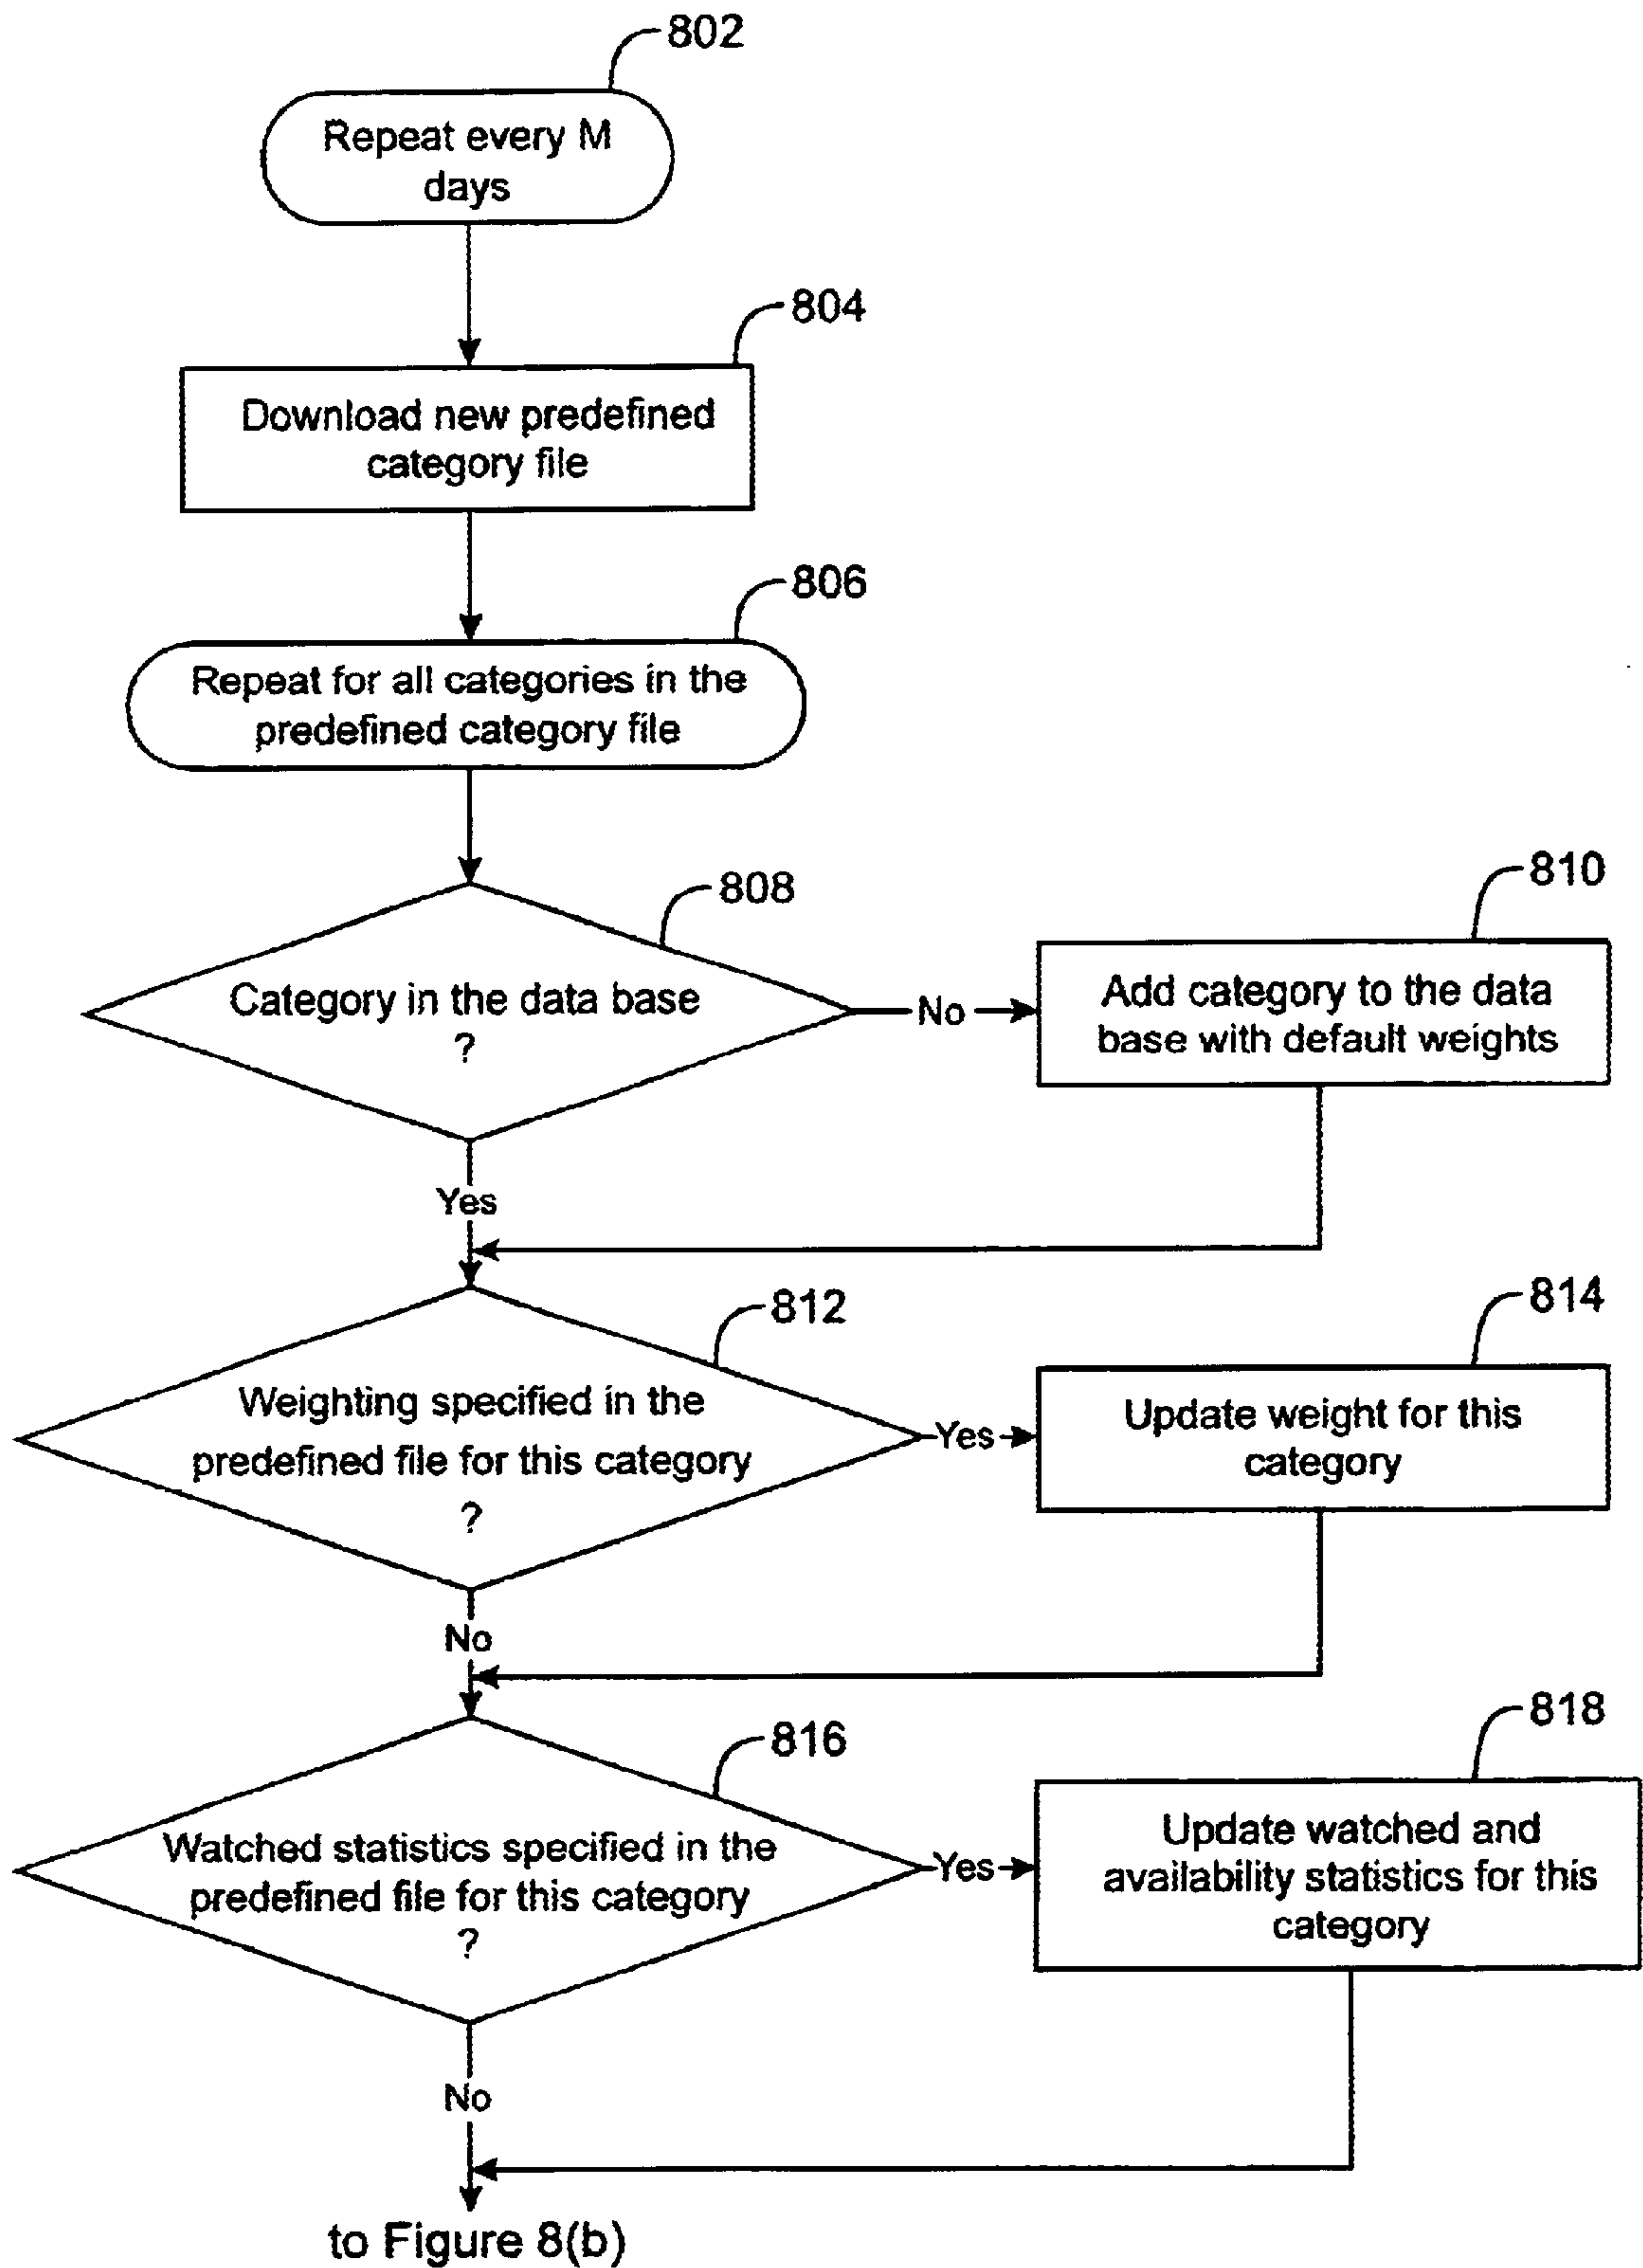 802
Repeat every M
days
804
Download new predefined
category file
806
Repeat for all categories in the
predefined category file
808
Category in the data base
?
No
810
Add category to the data
base with default weights
Yes
812
Weighting specified in the
predefined file for this category
?
Yes
814
Update weight for this
category
No
816
Watched statistics specified in the
predefined file for this category
?
Yes
818
Update watched and
availability statistics for this
category
No
to Figure 8(b)